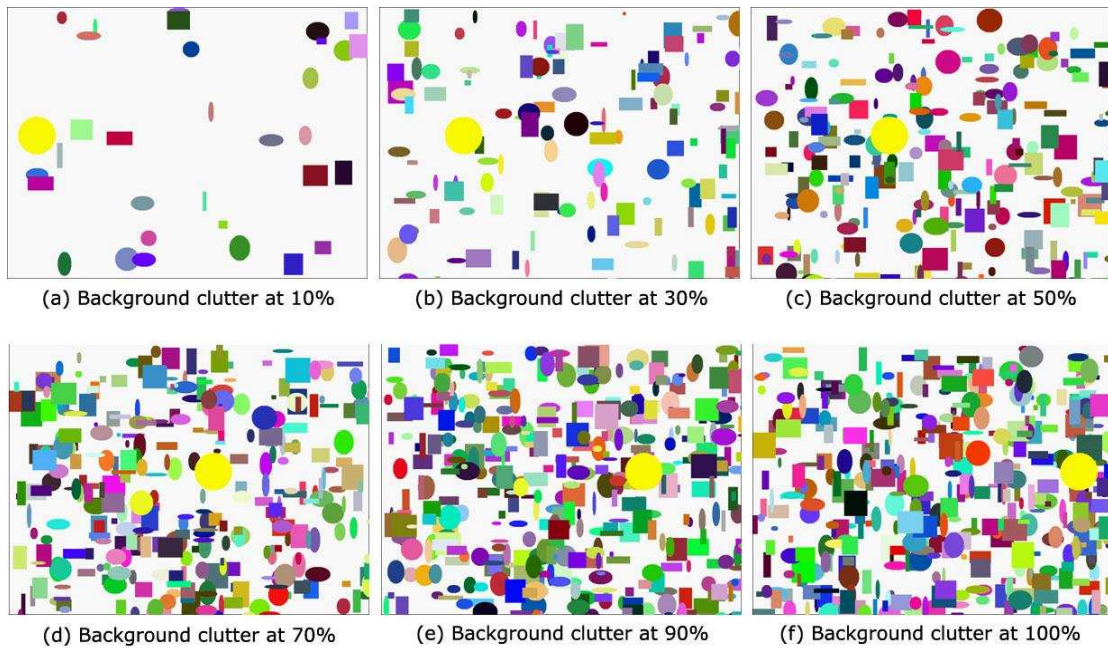 (a) Background clutter at 10%
(b) Background clutter at 30%
(c) Background clutter at 50%
(d) Background clutter at 70%
(e) Background clutter at 90%
(f) Background clutter at 100%